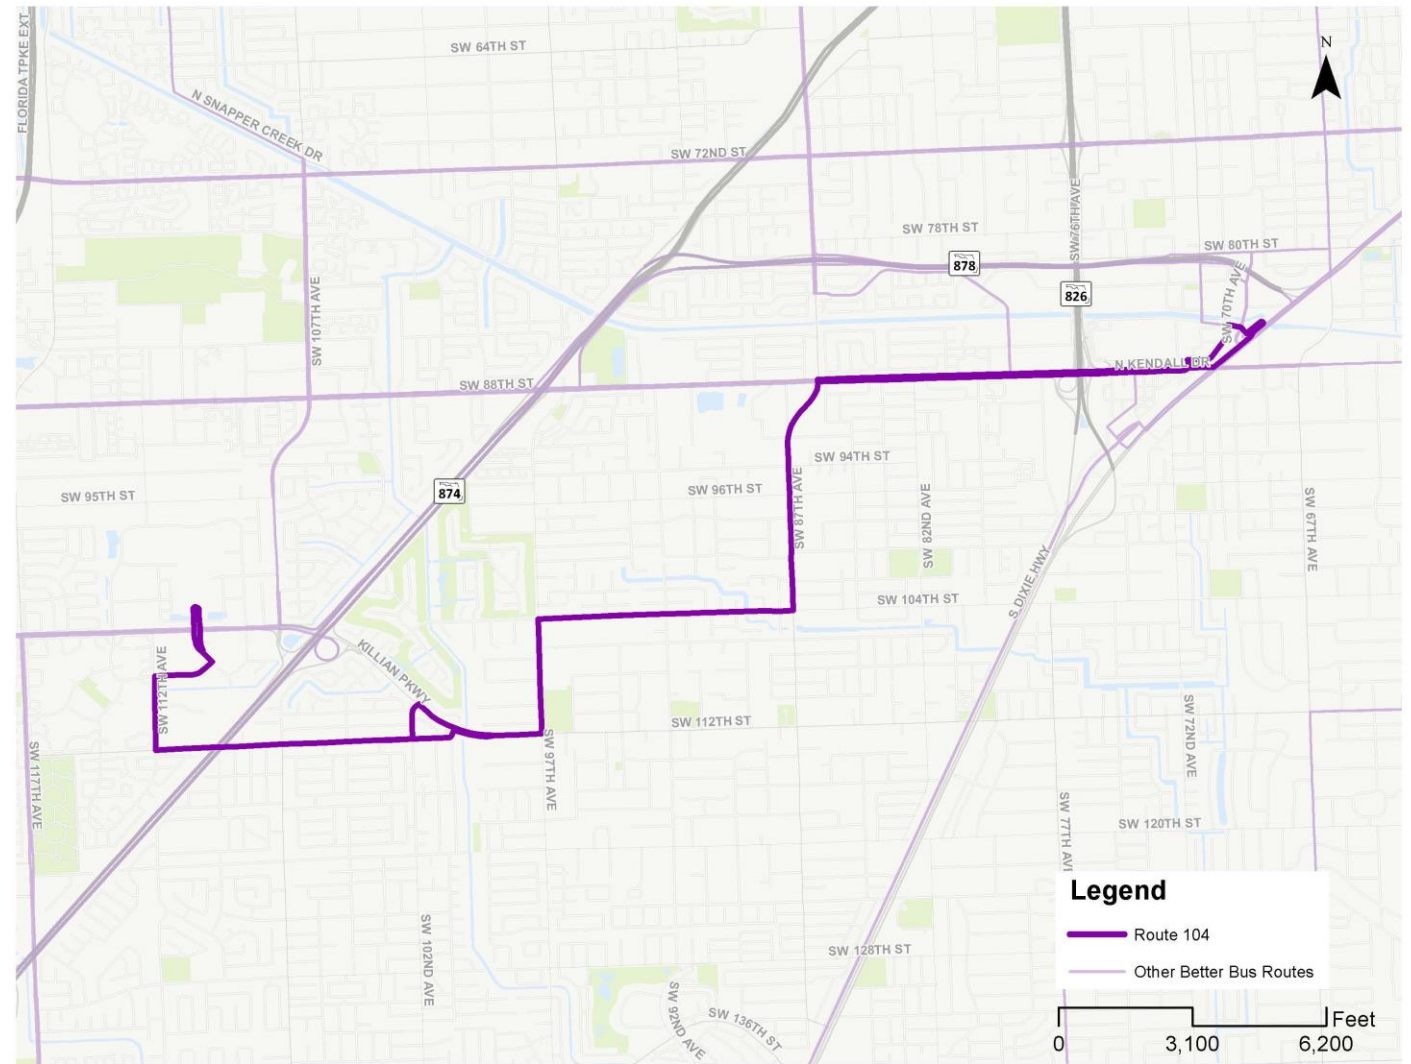 FLORIDA TPKE EXT
SW 64TH ST
N
N SNAPPER CREEK DR
SW 72ND ST
SW 76TH AVE
SW 78TH ST
SW 80TH ST
878
826
SW 70TH AVE
SW 107TH AVE
N KENDALL DR
SW 88TH ST
SW 94TH ST
SW 95TH ST
874
SW 96TH ST
SW 87TH AVE
SW 82ND AVE
SW 67TH AVE
S DIXIE HWY
SW 104TH ST
KILLIAN PKWY
SW 112TH AVE
SW 112TH ST
SW 72ND AVE
SW 117TH AVE
SW 97TH AVE
SW 77TH AVE
SW 120TH ST
SW 102ND AVE
SW 128TH ST
SW 92ND AVE
SW 136TH ST
Legend
Route 104
Other Better Bus Routes
Feet
0 3,100 6,200